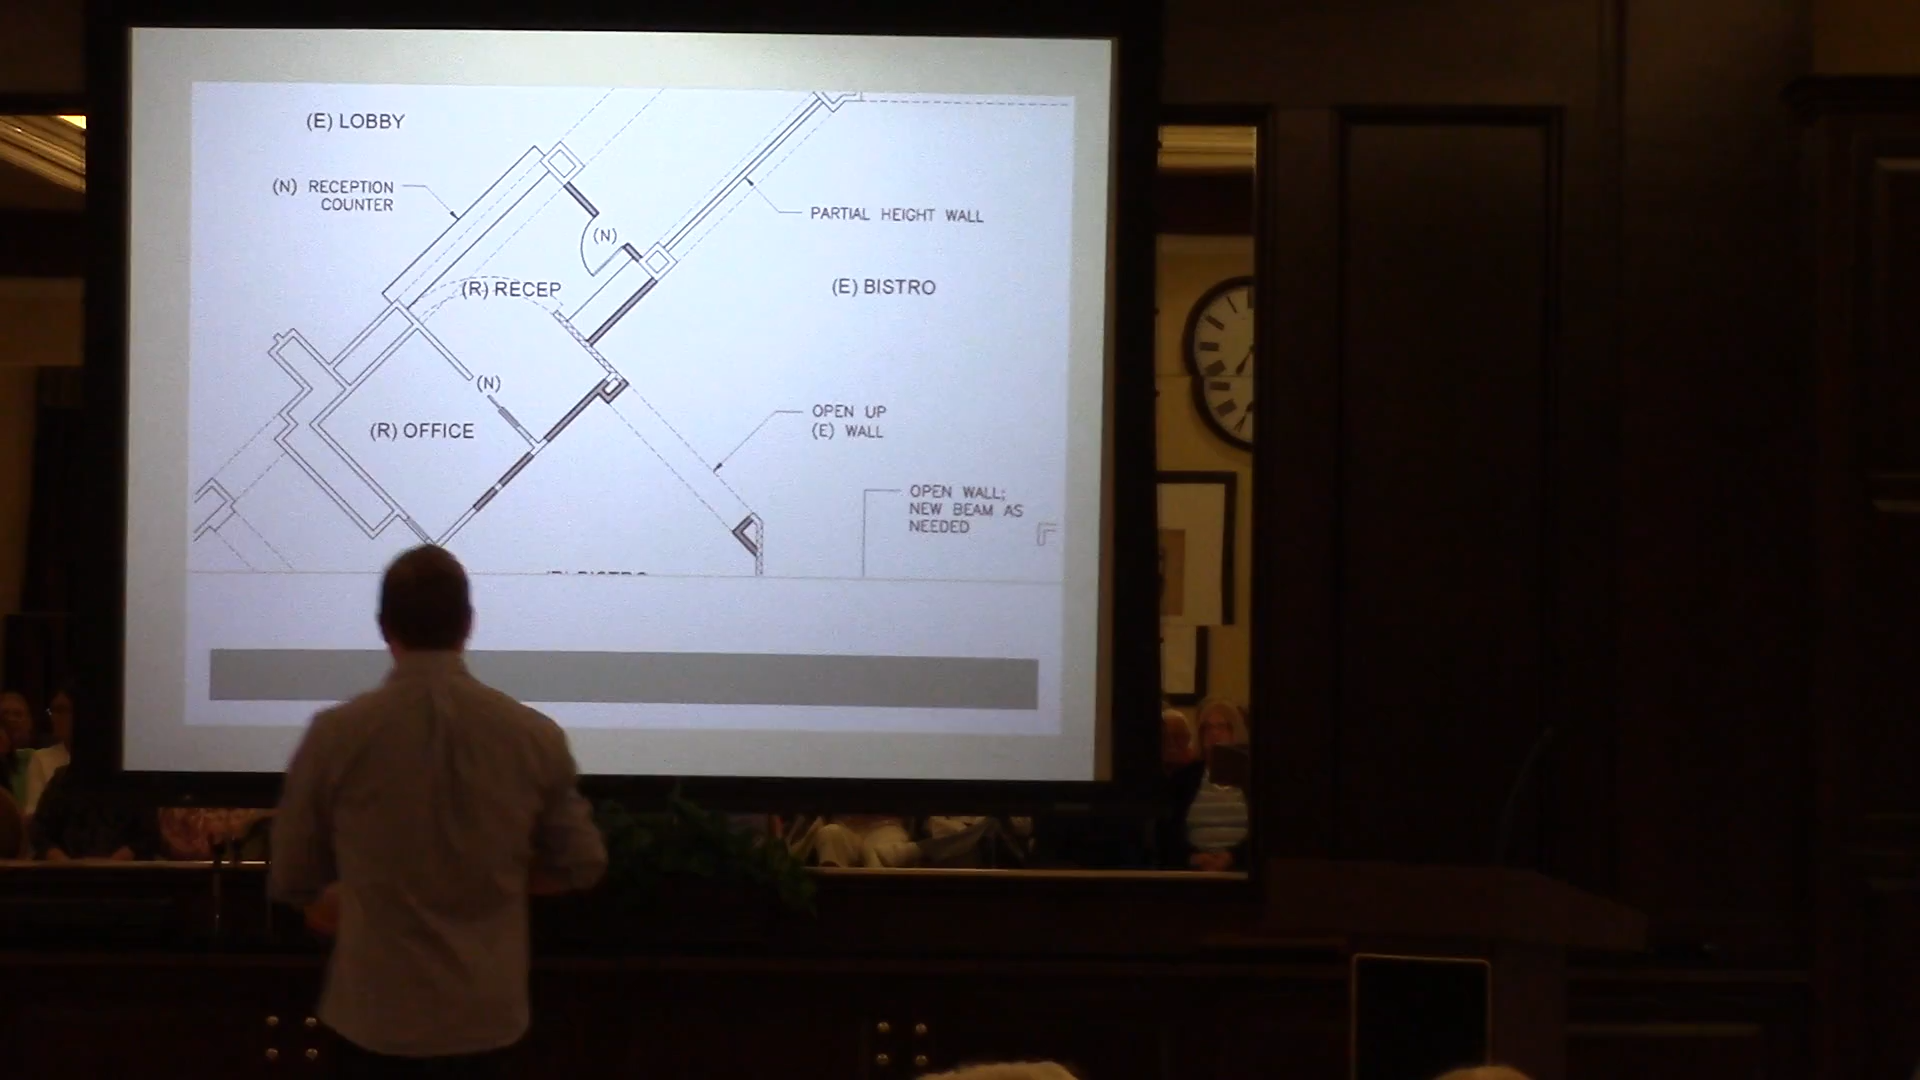 (E) LOBBY
(N) RECEPTION
COUNTER
(N)
PARTIAL HEIGHT WALL
(R) RECEP
(E) BISTRO
(N)
(R) OFFICE
OPEN UP
(E) WALL
OPEN WALL;
NEW BEAM AS
NEEDED